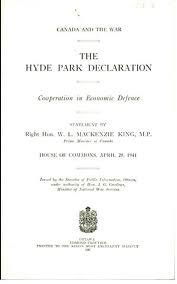 CANADA AND THE WAR
THE
HYDE PARK DECLARATION
Coöperation in Economic Defence
STATEMENT BY
Right Hon. W. L. MACKENZIE KING, M.P.
Prime Minister of Canada
HOUSE OF COMMONS, APRIL 28, 1941
Issued by the Director of Public Information, Ottawa,
under authority of Hon. J. G. Gardiner,
Minister of National War Services.
OTTAWA
EDMOND CLOUTIER
PRINTER TO THE KING'S MOST EXCELLENT MAJESTY
1941